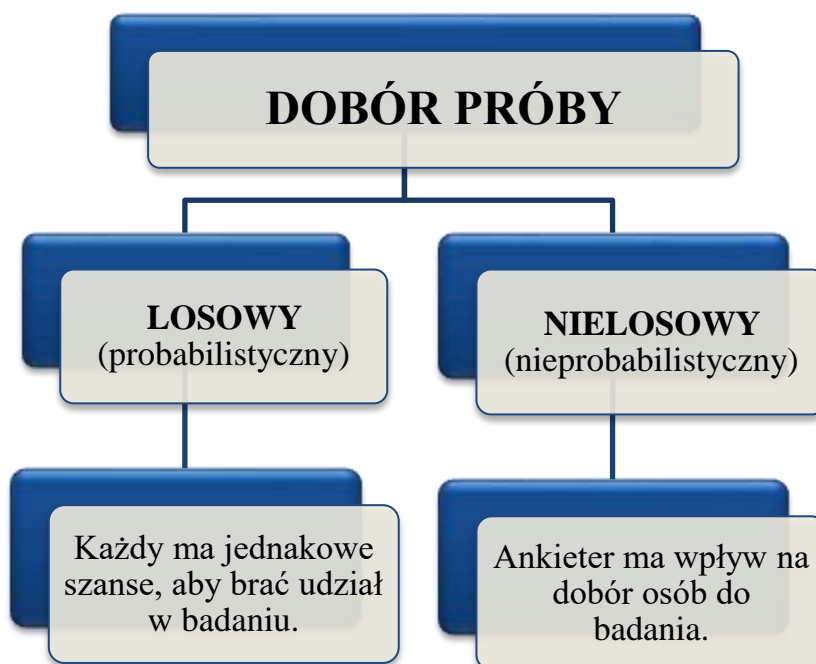 DOBÓR PRÓBY
LOSOWY
(probabilistyczny)
NIELOSOWY
(nieprobabilistyczny)
Każdy ma jednakowe
szanse, aby brać udział
w badaniu.
Ankieter ma wpływ na
dobór osób do
badania.